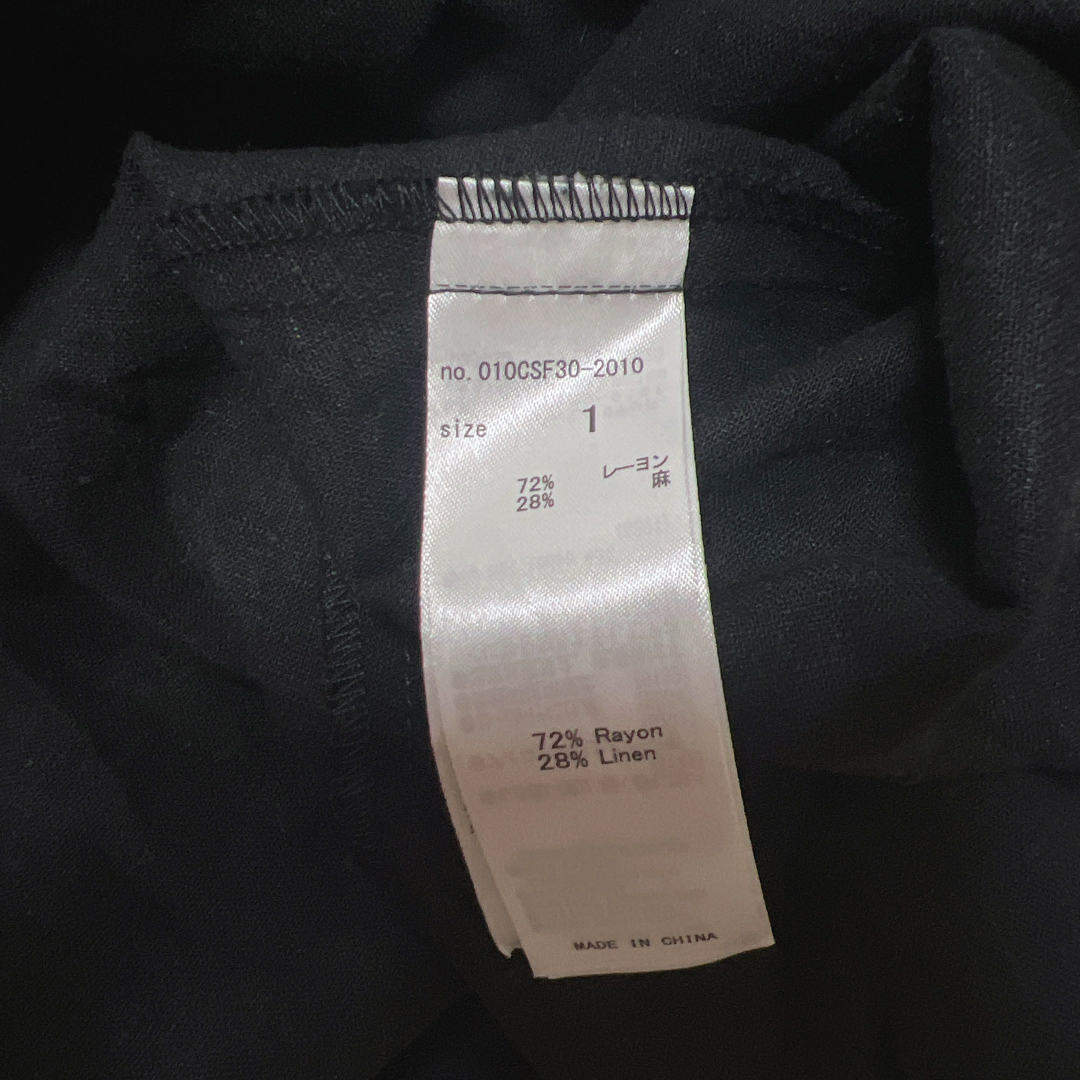 no. 010CSF30-2010
size 1
72% レーヨン
28% 麻
72% Rayon
28% Linen
MADE IN CHINA